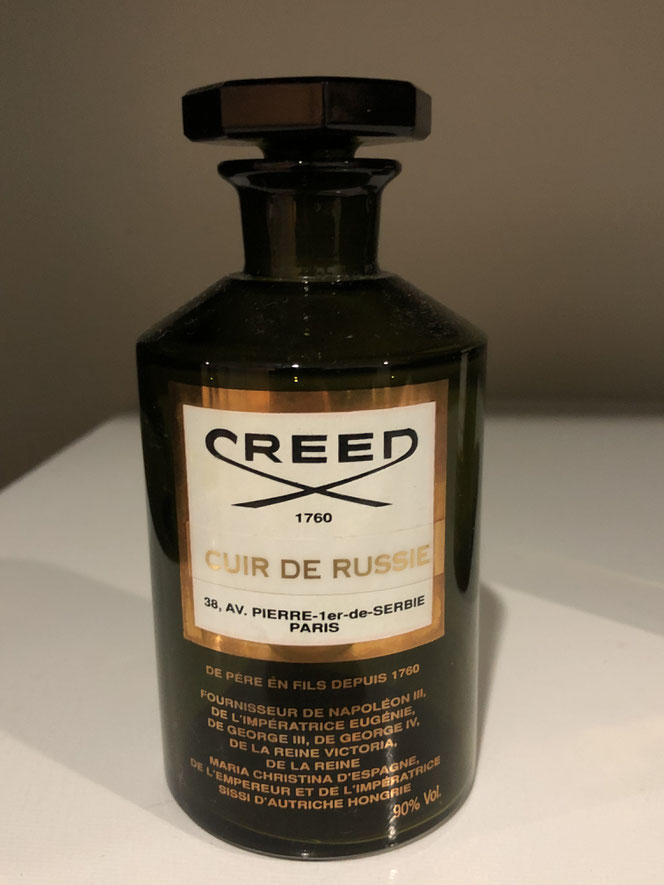 CREED
1760
CUIR DE RUSSIE
38, AV. PIERRE-1er-de-SERBIE
PARIS
DE PÈRE EN FILS DEPUIS 1760
FOURNISSEUR DE NAPOLÉON III,
DE L'IMPÉRATRICE EUGÉNIE,
DE GEORGE III, DE GEORGE IV,
DE LA REINE VICTORIA,
DE LA REINE
MARIA CHRISTINA D'ESPAGNE,
DE L'EMPEREUR ET DE L'IMPÉRATRICE
SISSI D'AUTRICHE HONGRIE
90% Vol.